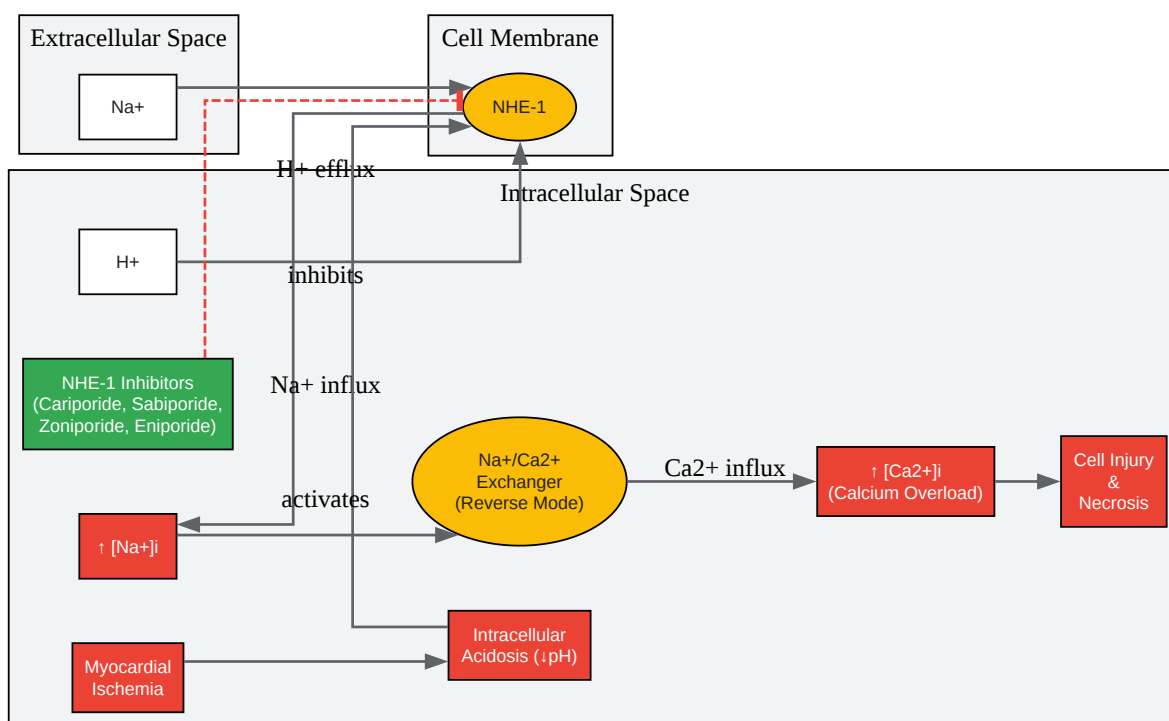 Extracellular Space
Cell Membrane
Na+
NHE-1
H+ efflux
Intracellular Space
H+
inhibits
NHE-1 Inhibitors
(Cariporide, Sabiporide,
Zoniporide, Eniporide)
Na+ influx
Na+/Ca2+
Exchanger
(Reverse Mode)
Ca2+ influx
↑ [Ca2+]i
(Calcium Overload)
Cell Injury
&
Necrosis
activates
↑ [Na+]i
Intracellular
Acidosis (↓pH)
Myocardial
Ischemia